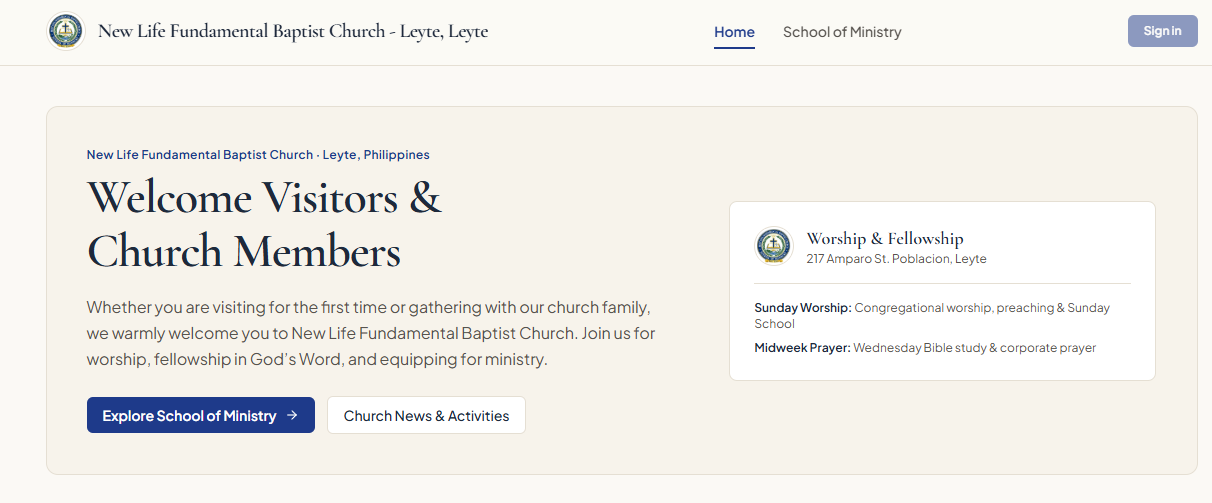 New Life Fundamental Baptist Church - Leyte, Leyte
Home
School of Ministry
Sign in
New Life Fundamental Baptist Church · Leyte, Philippines
Welcome Visitors &
Church Members
Whether you are visiting for the first time or gathering with our church family,
we warmly welcome you to New Life Fundamental Baptist Church. Join us for
worship, fellowship in God's Word, and equipping for ministry.
Explore School of Ministry →
Church News & Activities
Worship & Fellowship
217 Amparo St. Poblacion, Leyte
Sunday Worship: Congregational worship, preaching & Sunday
School
Midweek Prayer: Wednesday Bible study & corporate prayer